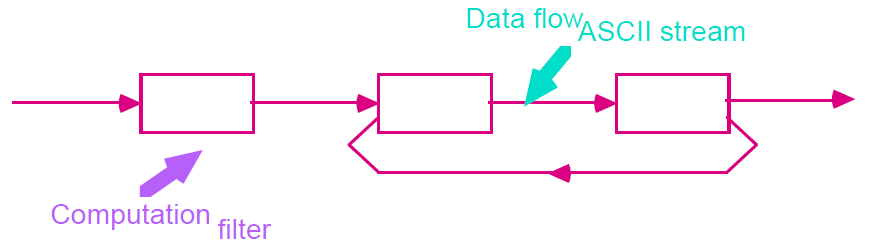 Data flow
ASCII stream
Computation
filter